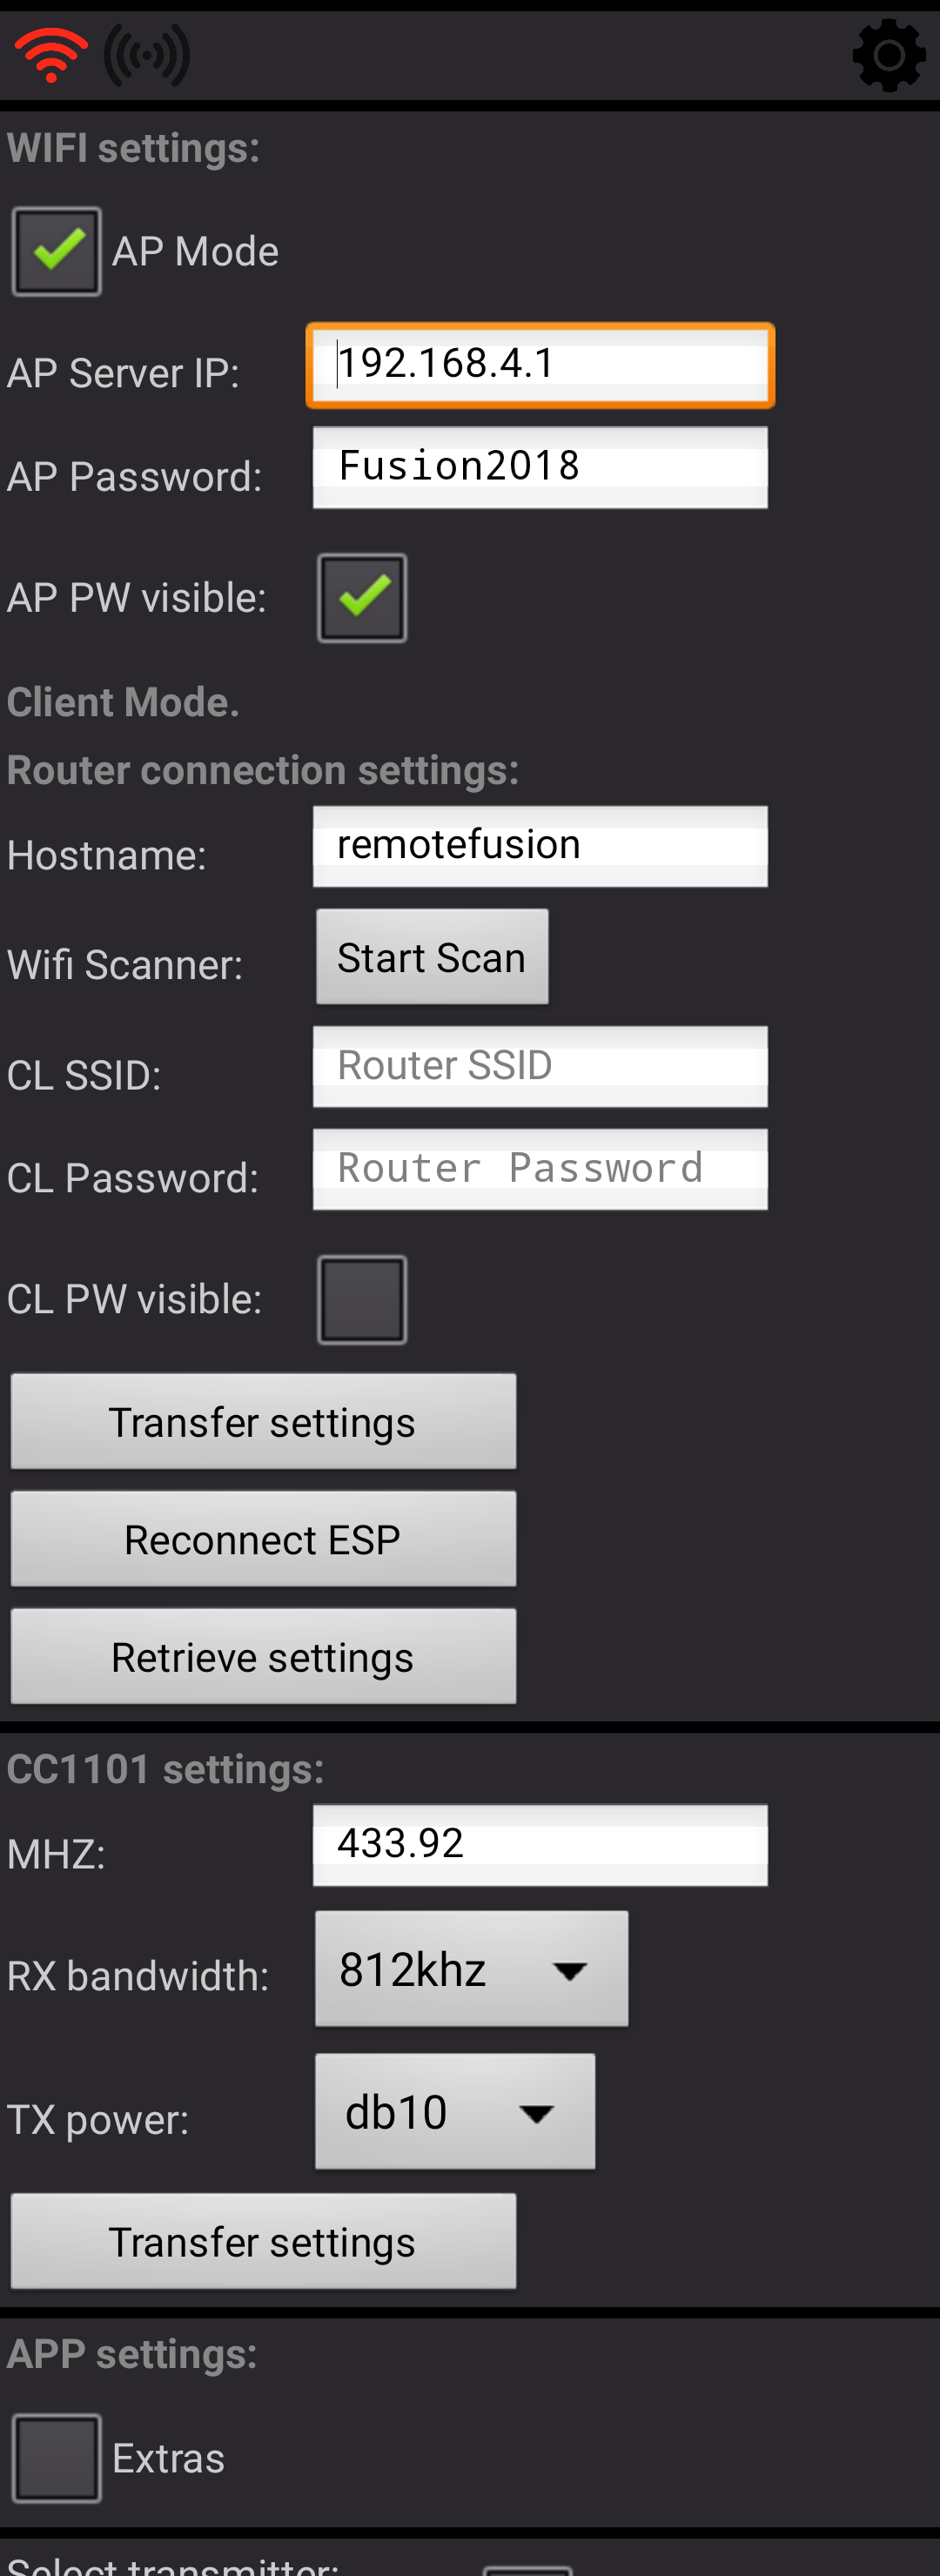 WIFI settings:
AP Mode
AP Server IP: 192.168.4.1
AP Password: Fusion2018
AP PW visible:
Client Mode.
Router connection settings:
Hostname: remotefusion
Wifi Scanner: Start Scan
CL SSID: Router SSID
CL Password: Router Password
CL PW visible:
Transfer settings
Reconnect ESP
Retrieve settings
CC1101 settings:
MHZ: 433.92
RX bandwidth: 812khz
TX power: db10
Transfer settings
APP settings:
Extras
Select transmitter: